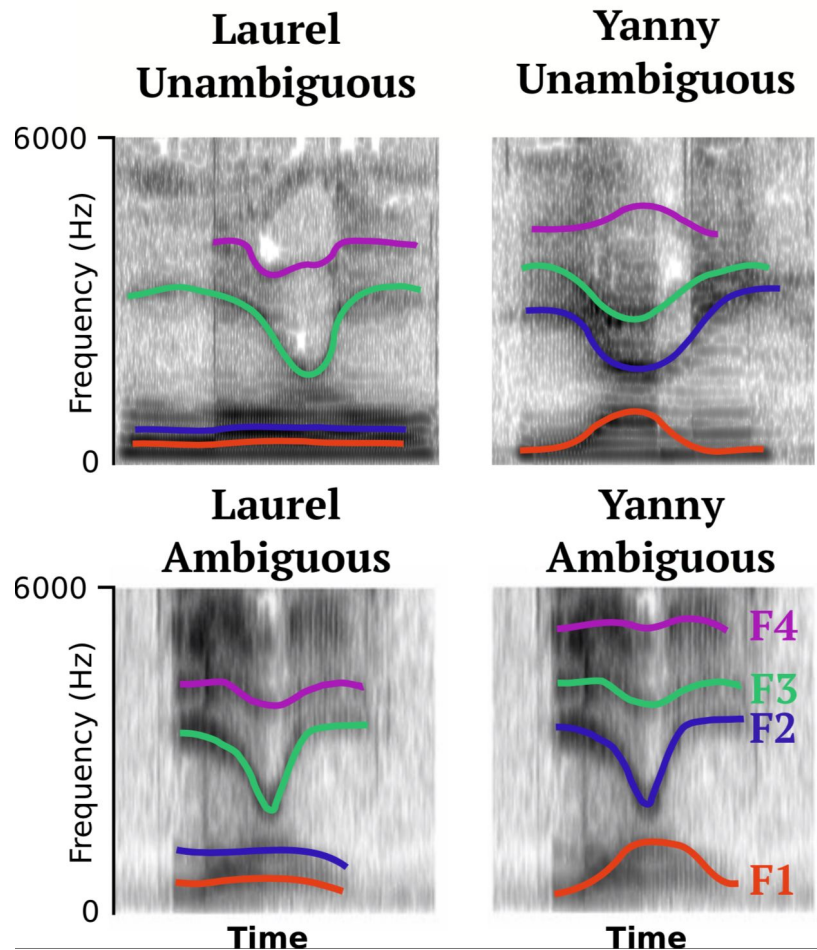 Laurel
Unambiguous
Yanny
Unambiguous
6000
Frequency (Hz)
0
Laurel
Ambiguous
Yanny
Ambiguous
6000
Frequency (Hz)
0
F4
F3
F2
F1
Time
Time